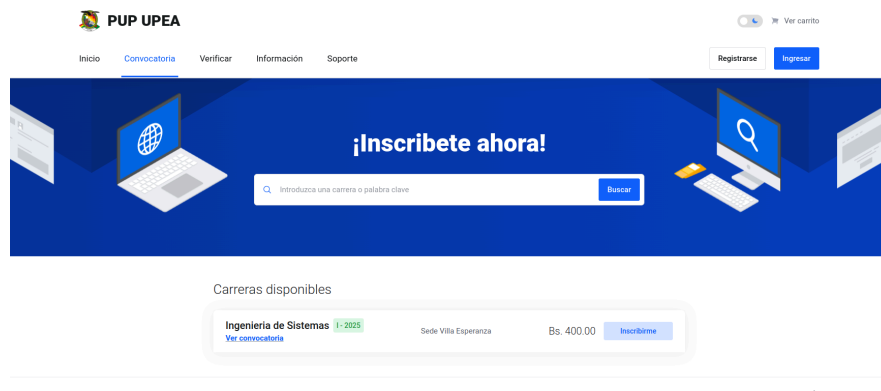 PUP UPEA
Ver carrito
Inicio Convocatoria Verificar Información Soporte Registrarse Ingresar
¡Inscribete ahora!
Introduzca una carrera o palabra clave Buscar
Carreras disponibles
Ingenieria de Sistemas I - 2025
Ver convocatoria
Sede Villa Esperanza Bs. 400.00 Inscribirme